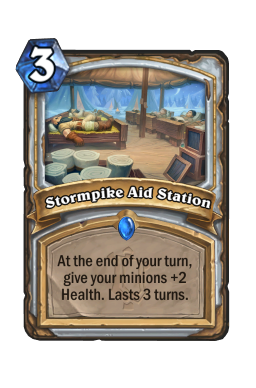 3
Stormpike Aid Station
At the end of your turn,
give your minions +2
Health. Lasts 3 turns.